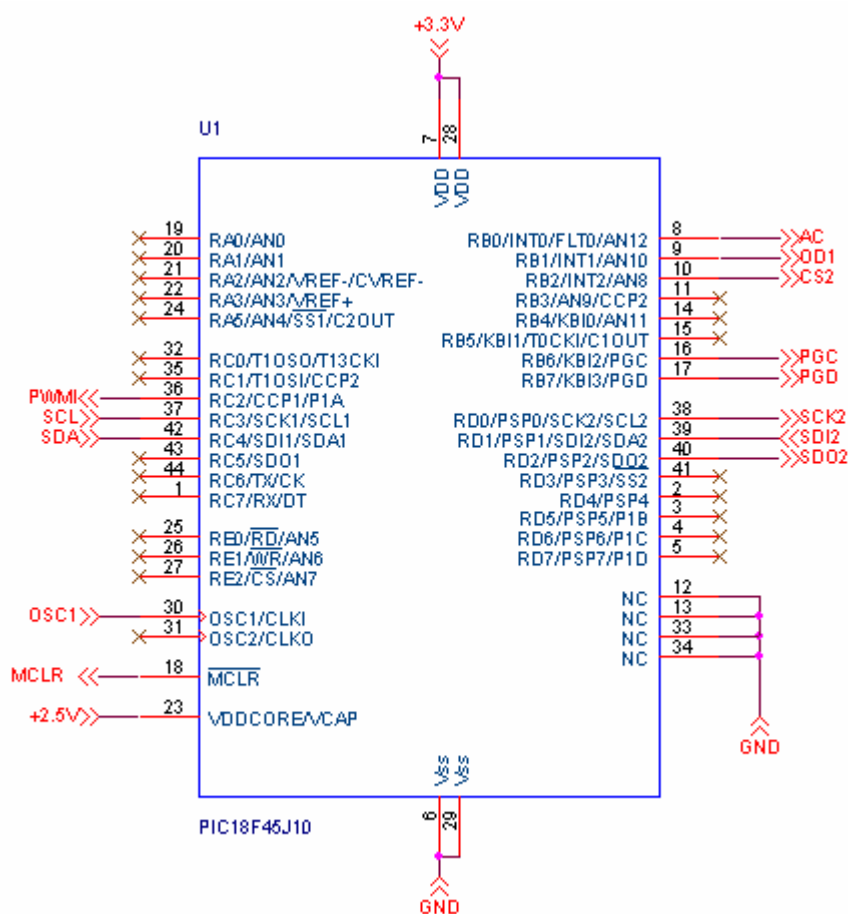 +3.3V
U1
7 28
VDD VDD
19 RA0/AN0
20 RA1/AN1
21 RA2/AN2/VREF-/CVREF-
22 RA3/AN3/VREF+
24 RA5/AN4/SS1/C2OUT
32 RC0/T1OSO/T13CKI
35 RC1/T1OSI/CCP2
PWM 36 RC2/CCP1/P1A
SCL 37 RC3/SCK1/SCL1
SDA 42 RC4/SDI1/SDA1
43 RC5/SDO1
44 RC6/TX/CK
1 RC7/RX/DT
25 RE0/RD/AN5
26 RE1/WR/AN6
27 RE2/CS/AN7
OSC1 30 OSC1/CLKI
31 OSC2/CLKO
MCLR 18 MCLR
+2.5V 23 VDDCORE/VCAP
RB0/INT0/FLT0/AN12 8 AC
RB1/INT1/AN10 9 OD1
RB2/INT2/AN8 10 CS2
RB3/AN9/CCP2 11
RB4/KBI0/AN11 14
RB5/KBI1/T0CKI/C1OUT 15
RB6/KBI2/PGC 16 PGC
RB7/KBI3/PGD 17 PGD
RD0/PSP0/SCK2/SCL2 38 SCK2
RD1/PSP1/SDI2/SDA2 39 SDI2
RD2/PSP2/SDO2 40 SDO2
RD3/PSP3/SS2 41
RD4/PSP4 2
RD5/PSP5/P1B 3
RD6/PSP6/P1C 4
RD7/PSP7/P1D 5
NC 12
NC 13
NC 33
NC 34
GND
Vss Vss
6 29
PIC18F45J10
GND